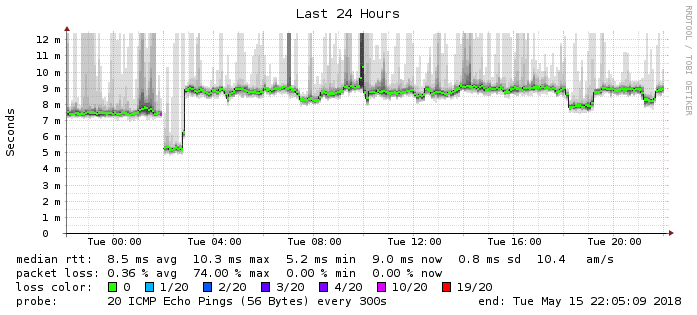 Last 24 Hours
RRDTOOL / TOBI OETIKER
Seconds
12 m
11 m
10 m
9 m
8 m
7 m
6 m
5 m
4 m
3 m
2 m
1 m
0
Tue 00:00 Tue 04:00 Tue 08:00 Tue 12:00 Tue 16:00 Tue 20:00
median rtt: 8.5 ms avg 10.3 ms max 5.2 ms min 9.0 ms now 0.8 ms sd 10.4 am/s
packet loss: 0.36 % avg 74.00 % max 0.00 % min 0.00 % now
loss color: 0 1/20 2/20 3/20 4/20 10/20 19/20
probe: 20 ICMP Echo Pings (56 Bytes) every 300s end: Tue May 15 22:05:09 2018